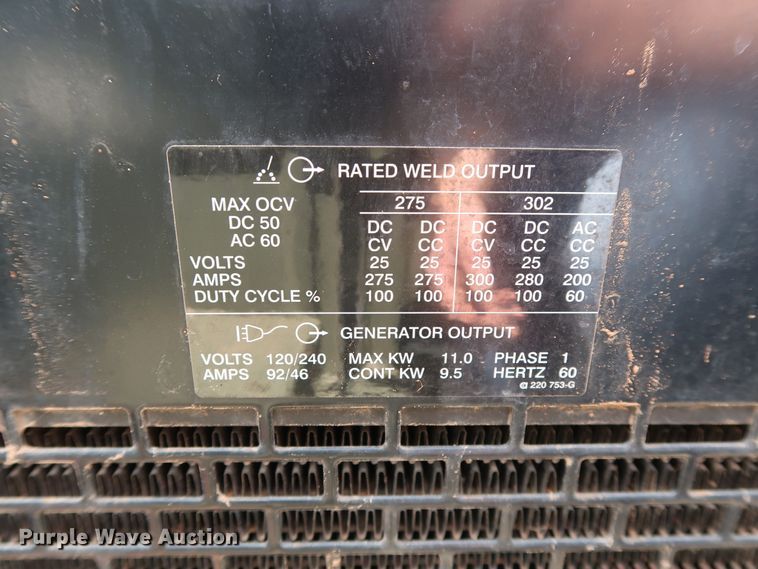 RATED WELD OUTPUT
MAX OCV 275 302
DC 50 DC DC DC DC AC
AC 60 CV CC CV CC CC
VOLTS 25 25 25 25 25
AMPS 275 275 300 280 200
DUTY CYCLE % 100 100 100 100 60
GENERATOR OUTPUT
VOLTS 120/240 MAX KW 11.0 PHASE 1
AMPS 92/46 CONT KW 9.5 HERTZ 60
220 753-G
Purple Wave Auction